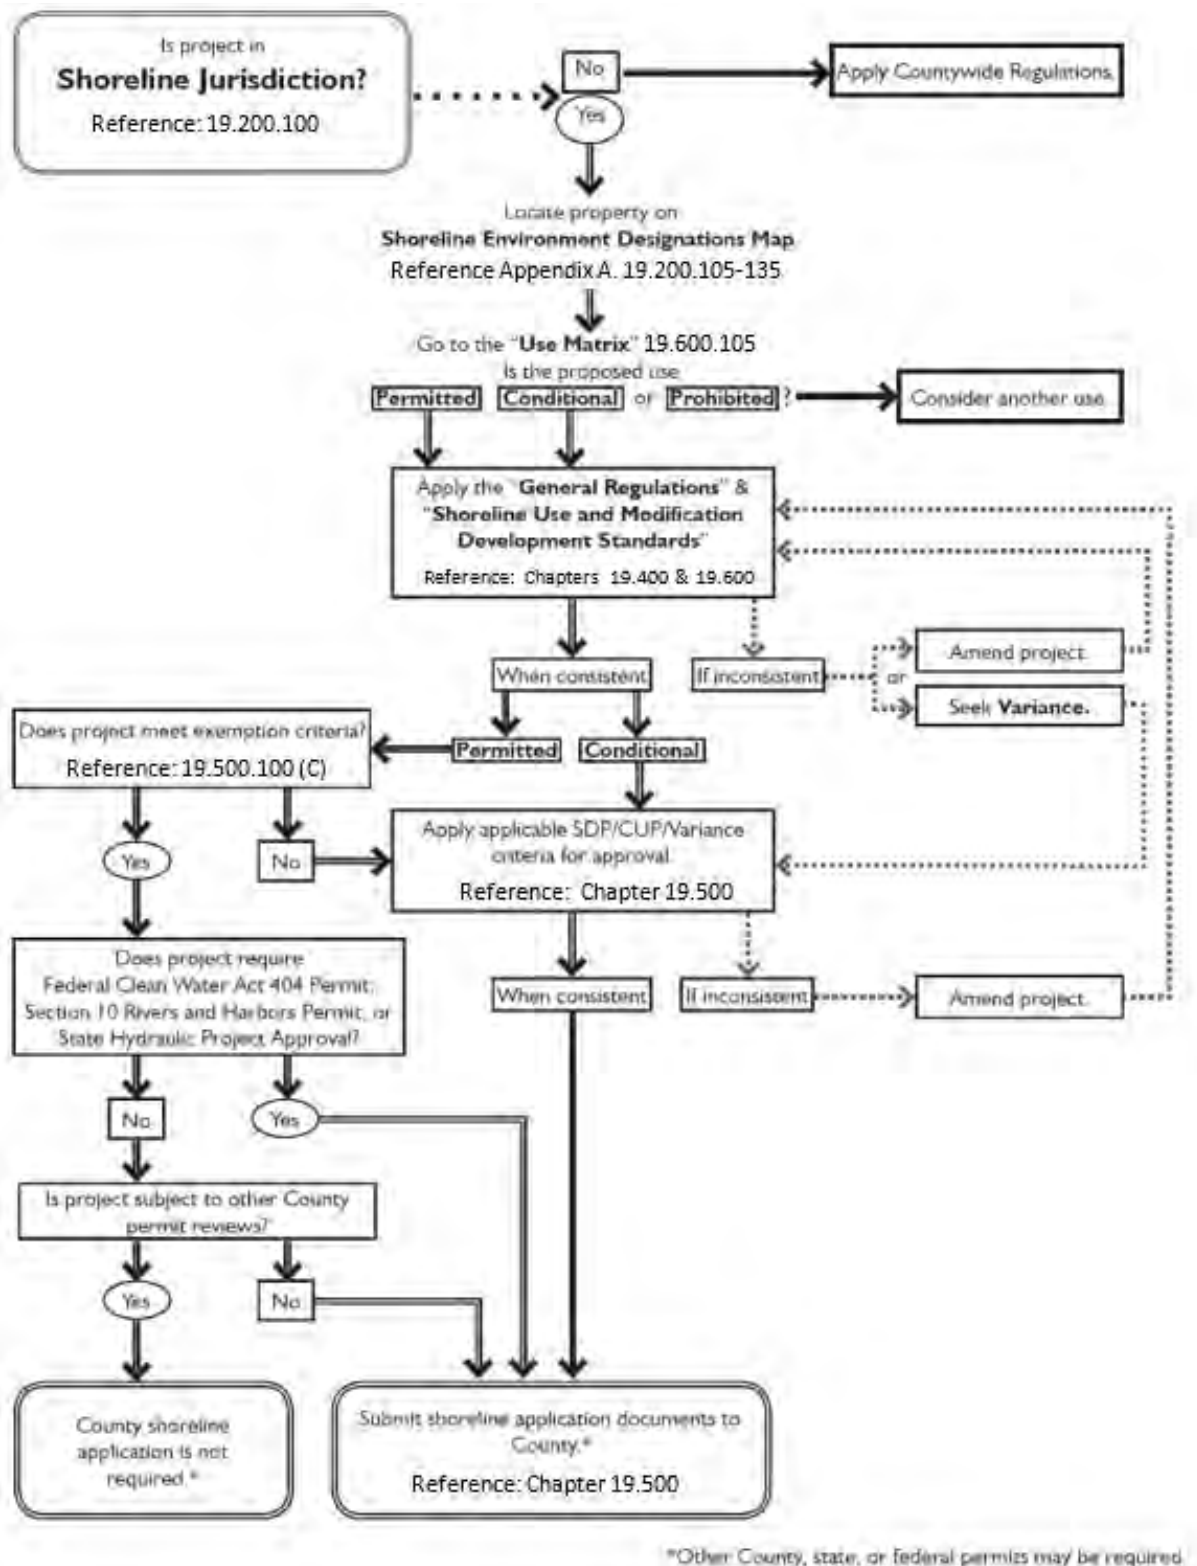 Is project in
Shoreline Jurisdiction?
Reference: 19.200.100
No
Yes
Apply Countywide Regulations.
Locate property on
Shoreline Environment Designations Map
Reference Appendix A. 19.200.105-135
Go to the "Use Matrix" 19.600.105
Is the proposed use
Permitted Conditional or Prohibited ?
Consider another use.
Apply the "General Regulations" &
"Shoreline Use and Modification
Development Standards"
Reference: Chapters 19.400 & 19.600
When consistent
If inconsistent
Amend project.
or
Seek Variance.
Does project meet exemption criteria?
Reference: 19.500.100 (C)
Permitted
Conditional
Yes
No
Apply applicable SDP/CUP/Variance
criteria for approval.
Reference: Chapter 19.500
Does project require
Federal Clean Water Act 404 Permit,
Section 10 Rivers and Harbors Permit, or
State Hydraulic Project Approval?
When consistent
If inconsistent
Amend project.
No
Yes
Is project subject to other County
permit reviews?
Yes
No
County shoreline
application is not
required.*
Submit shoreline application documents to
County.*
Reference: Chapter 19.500
*Other County, state, or federal permits may be required.